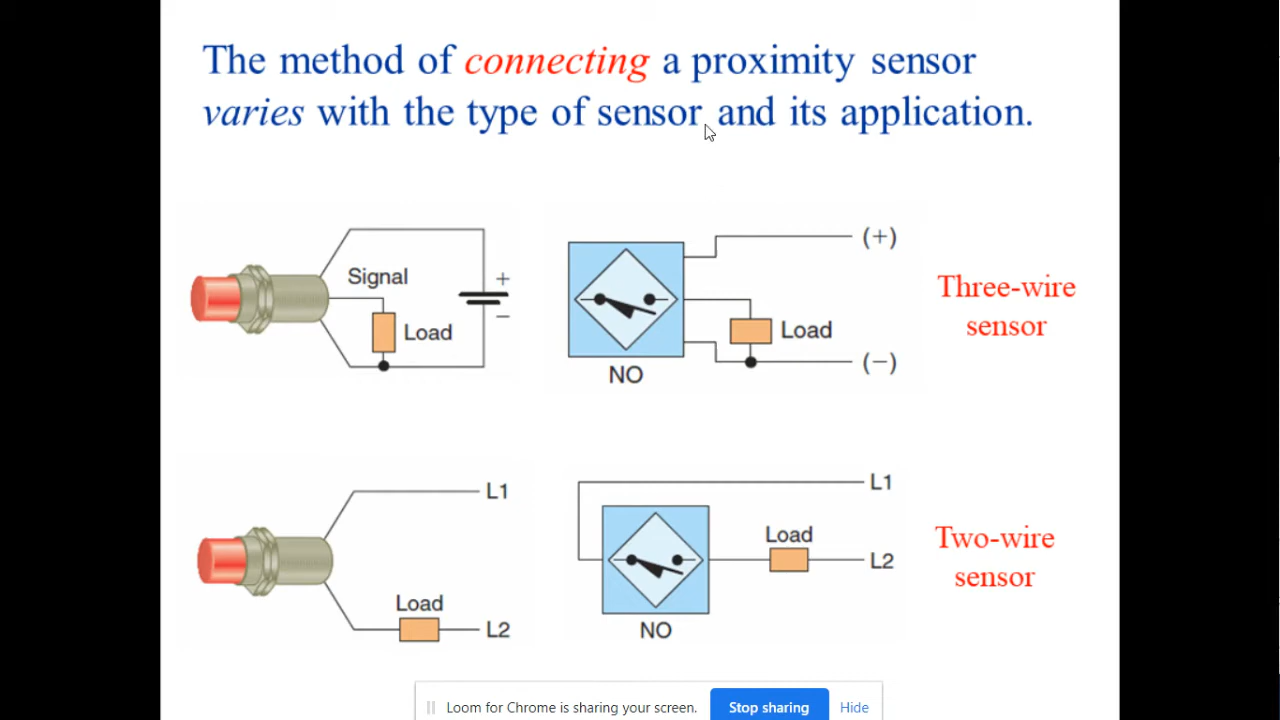 The method of connecting a proximity sensor
varies with the type of sensor and its application.
Signal
+
−
Load
(+)
Load
(−)
NO
Three-wire
sensor
L1
Load
L2
L1
Load
L2
NO
Two-wire
sensor
Loom for Chrome is sharing your screen.
Stop sharing
Hide